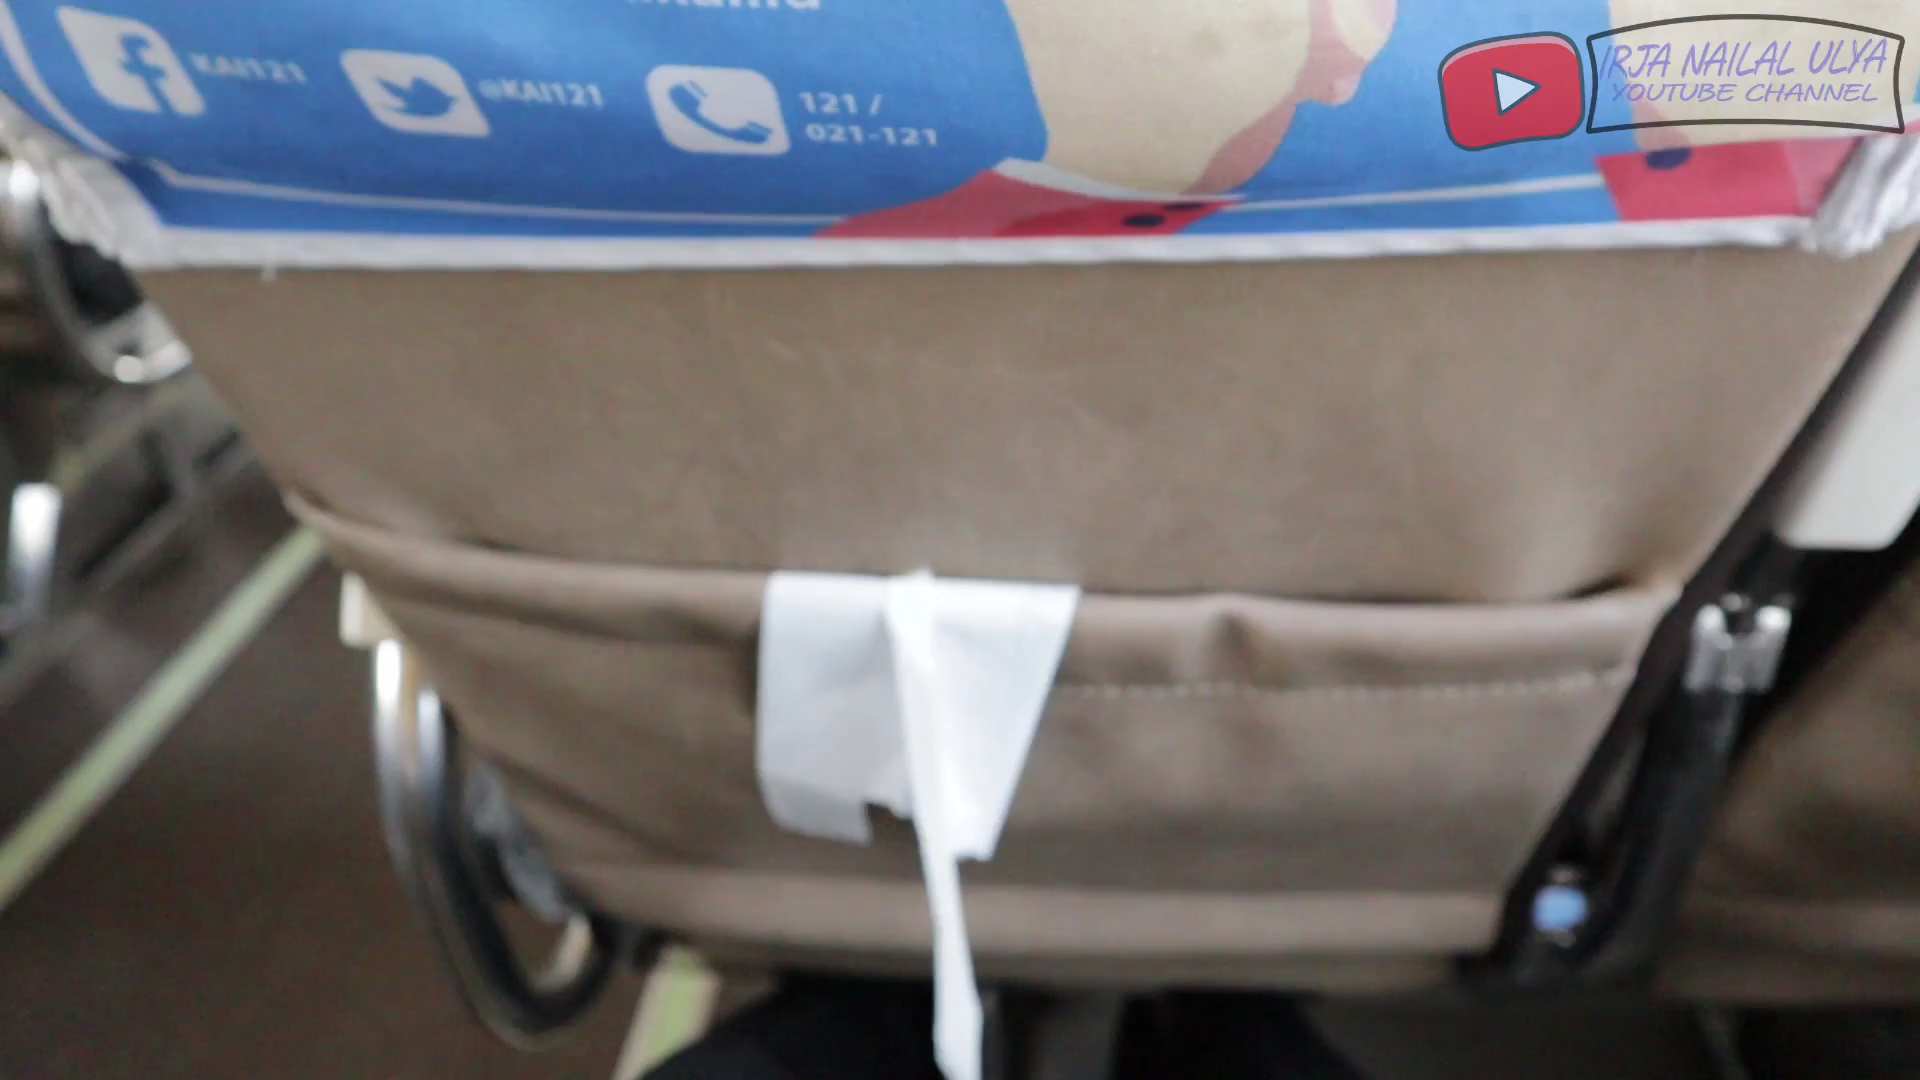 KAI121
@KAI121
121 /
021-121
IRJA NAILAL ULYA
YOUTUBE CHANNEL